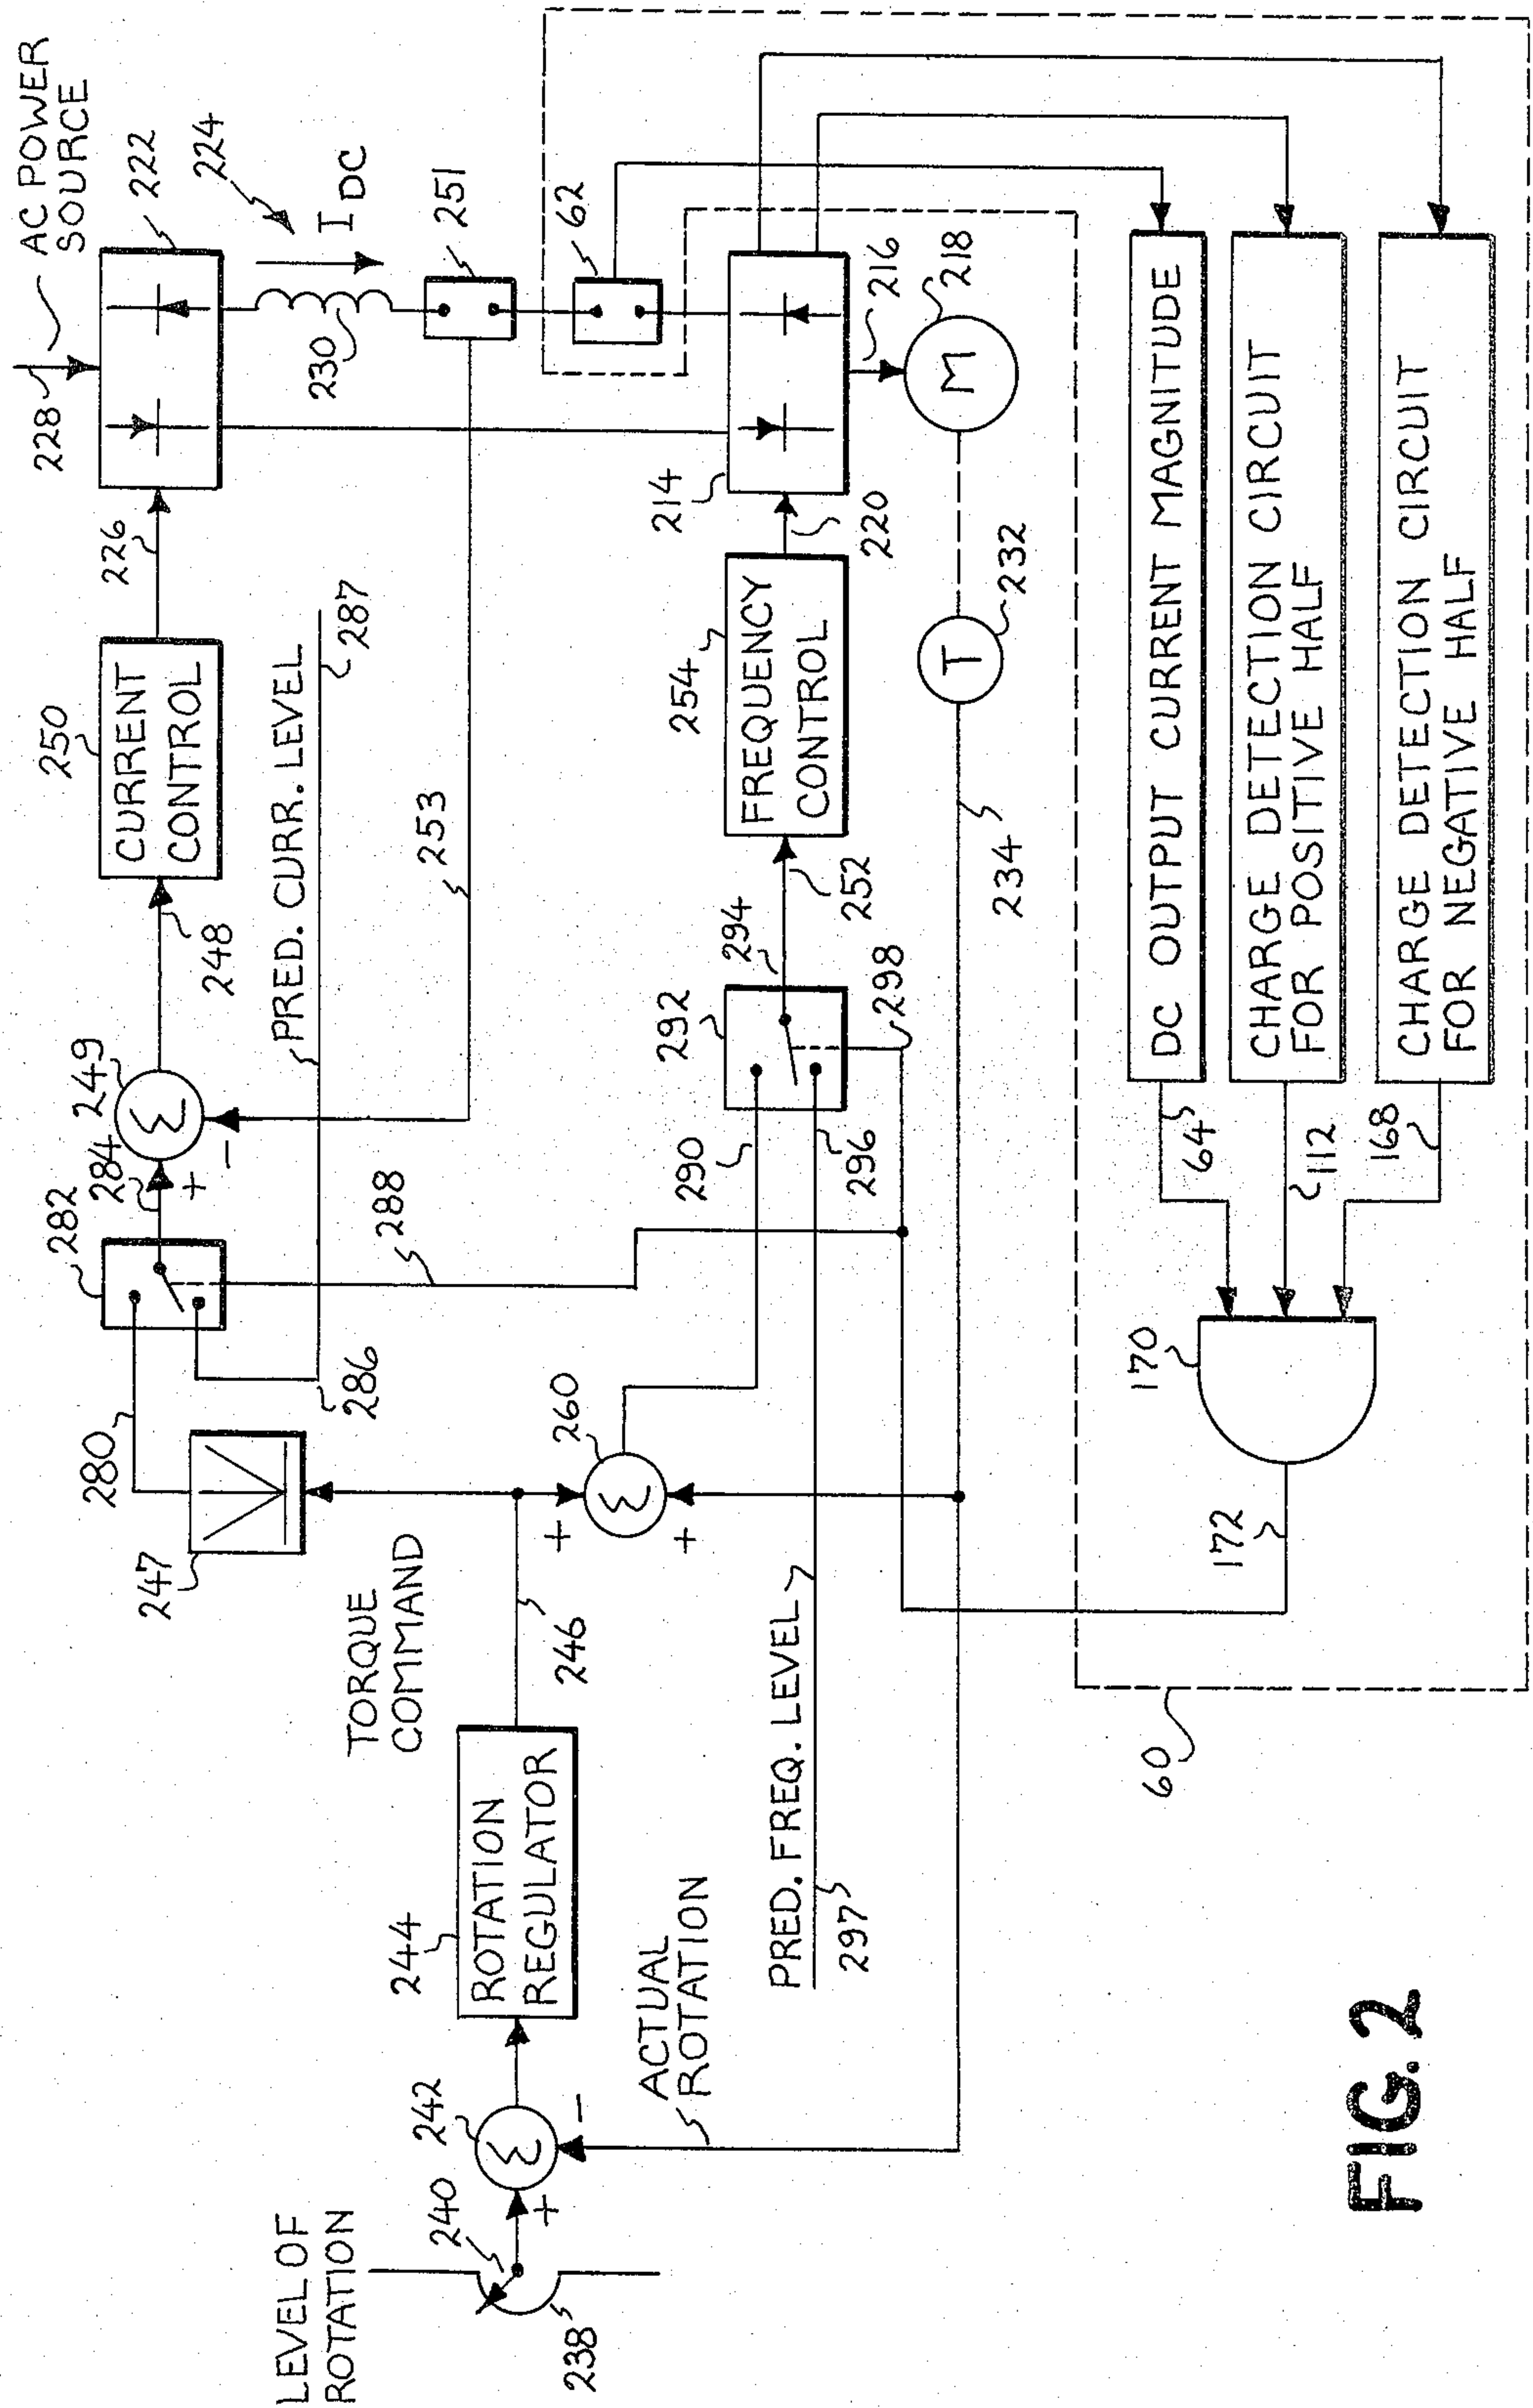 LEVEL OF
ROTATION
238
240
+
242
-
Σ
244
ROTATION
REGULATOR
ACTUAL
ROTATION
TORQUE
COMMAND
246
247
280
+
+
260
Σ
282
284
+
-
249
Σ
286
288
PRED. CURR. LEVEL
287
248
250
CURRENT
CONTROL
226
253
228
AC POWER
SOURCE
222
224
I DC
230
251
62
PRED. FREQ. LEVEL
297
290
296
292
294
298
252
254
FREQUENCY
CONTROL
220
214
216
218
M
T
232
234
60
172
170
64
112
168
DC OUTPUT CURRENT MAGNITUDE
CHARGE DETECTION CIRCUIT
FOR POSITIVE HALF
CHARGE DETECTION CIRCUIT
FOR NEGATIVE HALF
FIG. 2